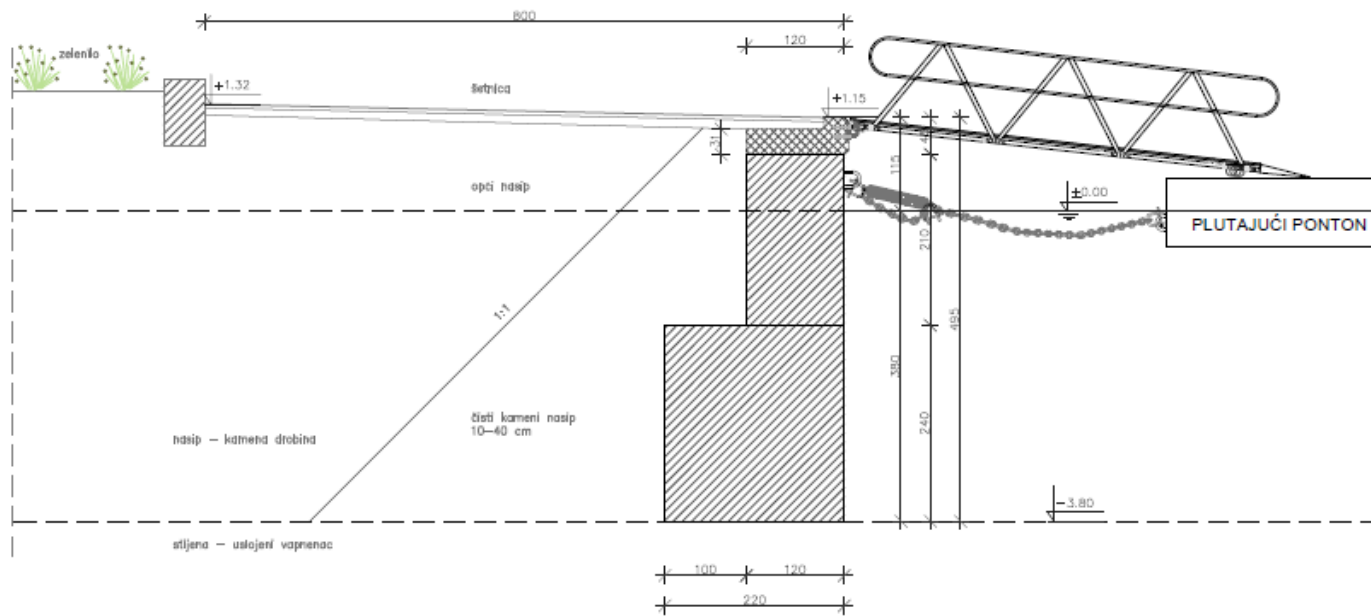 800
120
zelenilo
+1.32
šetnica
+1.15
31
115
opći nasip
±0.00
210
PLUTAJUĆI PONTON
1:1
495
380
240
čisti kameni nasip
10–40 cm
nasip – kamena drobina
–3.80
stijena – uslojeni vapnenac
100
120
220